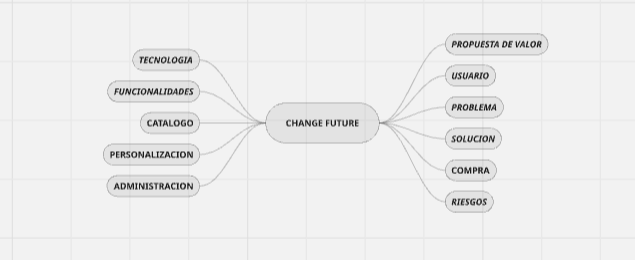 TECNOLOGIA
FUNCIONALIDADES
CATALOGO
PERSONALIZACION
ADMINISTRACION
CHANGE FUTURE
PROPUESTA DE VALOR
USUARIO
PROBLEMA
SOLUCION
COMPRA
RIESGOS